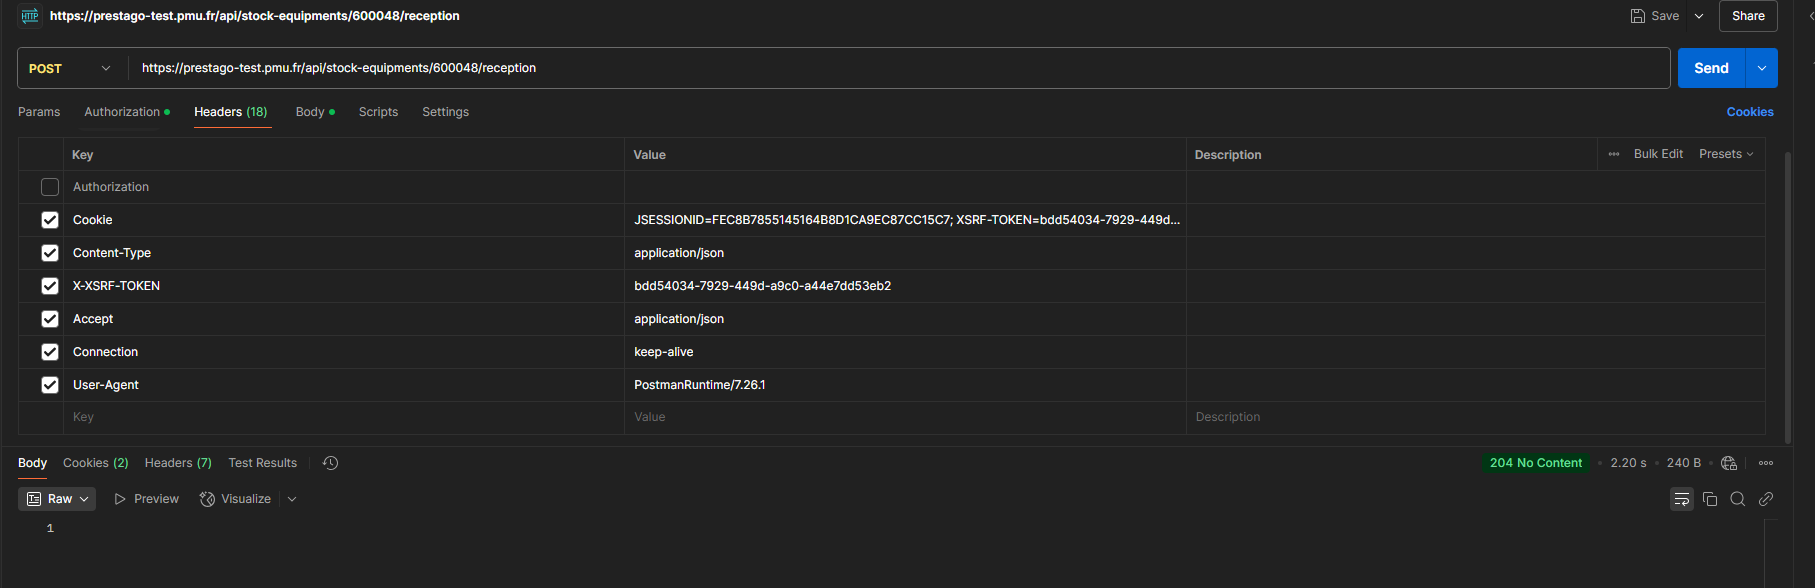 HTTP https://prestago-test.pmu.fr/api/stock-equipments/600048/reception Save Share
POST https://prestago-test.pmu.fr/api/stock-equipments/600048/reception Send
Params Authorization Headers (18) Body Scripts Settings Cookies
Key Value Description Bulk Edit Presets
Authorization
Cookie JSESSIONID=FEC8B7855145164B8D1CA9EC87CC15C7; XSRF-TOKEN=bdd54034-7929-449d...
Content-Type application/json
X-XSRF-TOKEN bdd54034-7929-449d-a9c0-a44e7dd53eb2
Accept application/json
Connection keep-alive
User-Agent PostmanRuntime/7.26.1
Key Value Description
Body Cookies (2) Headers (7) Test Results 204 No Content 2.20 s 240 B
Raw Preview Visualize
1